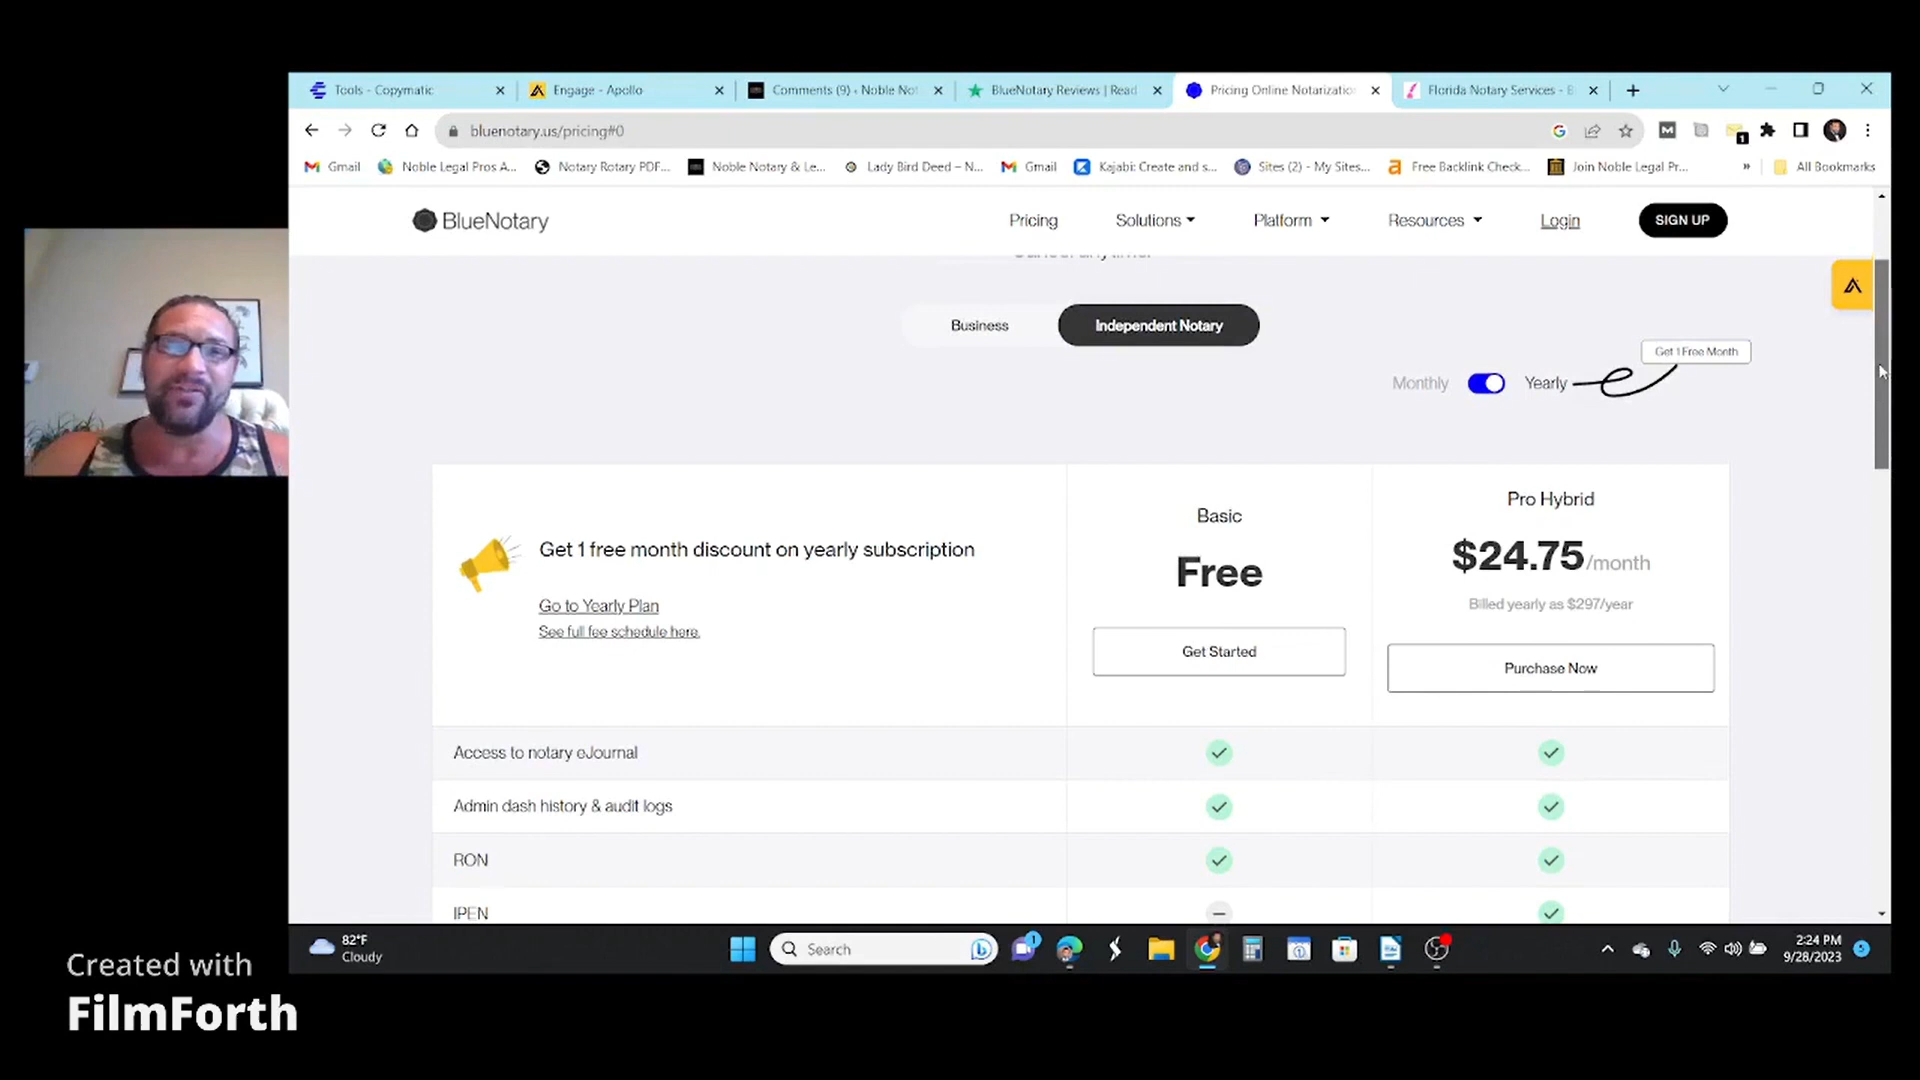 Tools - Copymatic
Engage - Apollo
Comments (9) ‹ Noble Not
BlueNotary Reviews | Read
Pricing Online Notarizatio
Florida Notary Services - B
bluenotary.us/pricing#0
1
Gmail
Noble Legal Pros A...
Notary Rotary PDF...
Noble Notary & Le...
Lady Bird Deed – N...
Gmail
Kajabi: Create and s...
Sites (2) - My Sites...
Free Backlink Check...
Join Noble Legal Pr...
»
All Bookmarks
BlueNotary
Pricing
Solutions
Platform
Resources
Login
SIGN UP
Business
Independent Notary
Get 1 Free Month
Monthly
Yearly
Get 1 free month discount on yearly subscription
Go to Yearly Plan
See full fee schedule here.
Basic
Free
Get Started
Pro Hybrid
$24.75/month
Billed yearly as $297/year
Purchase Now
Access to notary eJournal
Admin dash history & audit logs
RON
IPEN
82°F
Cloudy
Search
1
2:24 PM
9/28/2023
5
Created with
FilmForth